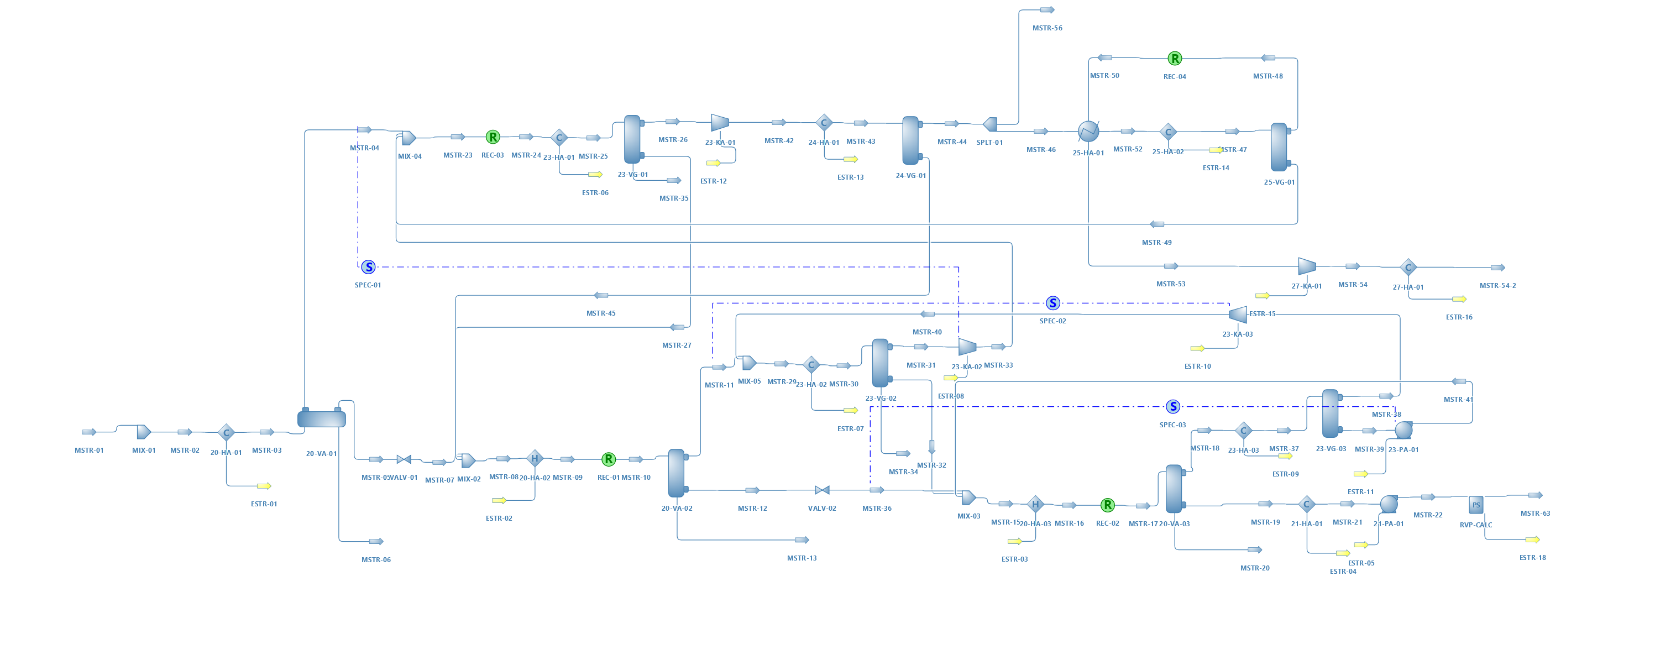 MSTR-56
R
MSTR-50
REC-04
MSTR-48
MSTR-04
MIX-04
MSTR-23
R
REC-03
MSTR-24
C
23-HA-01
MSTR-25
ESTR-06
23-VG-01
MSTR-26
MSTR-35
23-KA-01
ESTR-12
MSTR-42
C
24-HA-01
MSTR-43
ESTR-13
24-VG-01
MSTR-44
SPLT-01
MSTR-46
25-HA-01
MSTR-52
C
25-HA-02
MSTR-47
ESTR-14
25-VG-01
MSTR-49
S
SPEC-01
MSTR-53
27-KA-01
MSTR-54
C
27-HA-01
MSTR-54-2
ESTR-16
MSTR-45
S
SPEC-02
ESTR-15
MSTR-27
MSTR-40
23-KA-03
ESTR-10
MSTR-11
MIX-05
MSTR-29
C
23-HA-02
MSTR-30
ESTR-07
23-VG-02
MSTR-31
23-KA-02
MSTR-33
ESTR-08
MSTR-34
MSTR-32
MSTR-41
S
SPEC-03
MSTR-38
MSTR-18
C
23-HA-03
MSTR-37
ESTR-09
23-VG-03
MSTR-39
23-PA-01
ESTR-11
MSTR-01
MIX-01
MSTR-02
C
20-HA-01
MSTR-03
ESTR-01
20-VA-01
MSTR-05
VALV-01
MSTR-07
MIX-02
MSTR-08
H
20-HA-02
MSTR-09
ESTR-02
R
REC-01
MSTR-10
20-VA-02
MSTR-12
VALV-02
MSTR-36
MIX-03
MSTR-15
H
20-HA-03
MSTR-16
ESTR-03
R
REC-02
MSTR-17
20-VA-03
MSTR-19
C
21-HA-01
MSTR-21
21-PA-01
MSTR-22
PS
RVP-CALC
MSTR-63
MSTR-06
MSTR-13
MSTR-20
ESTR-04
ESTR-05
ESTR-18